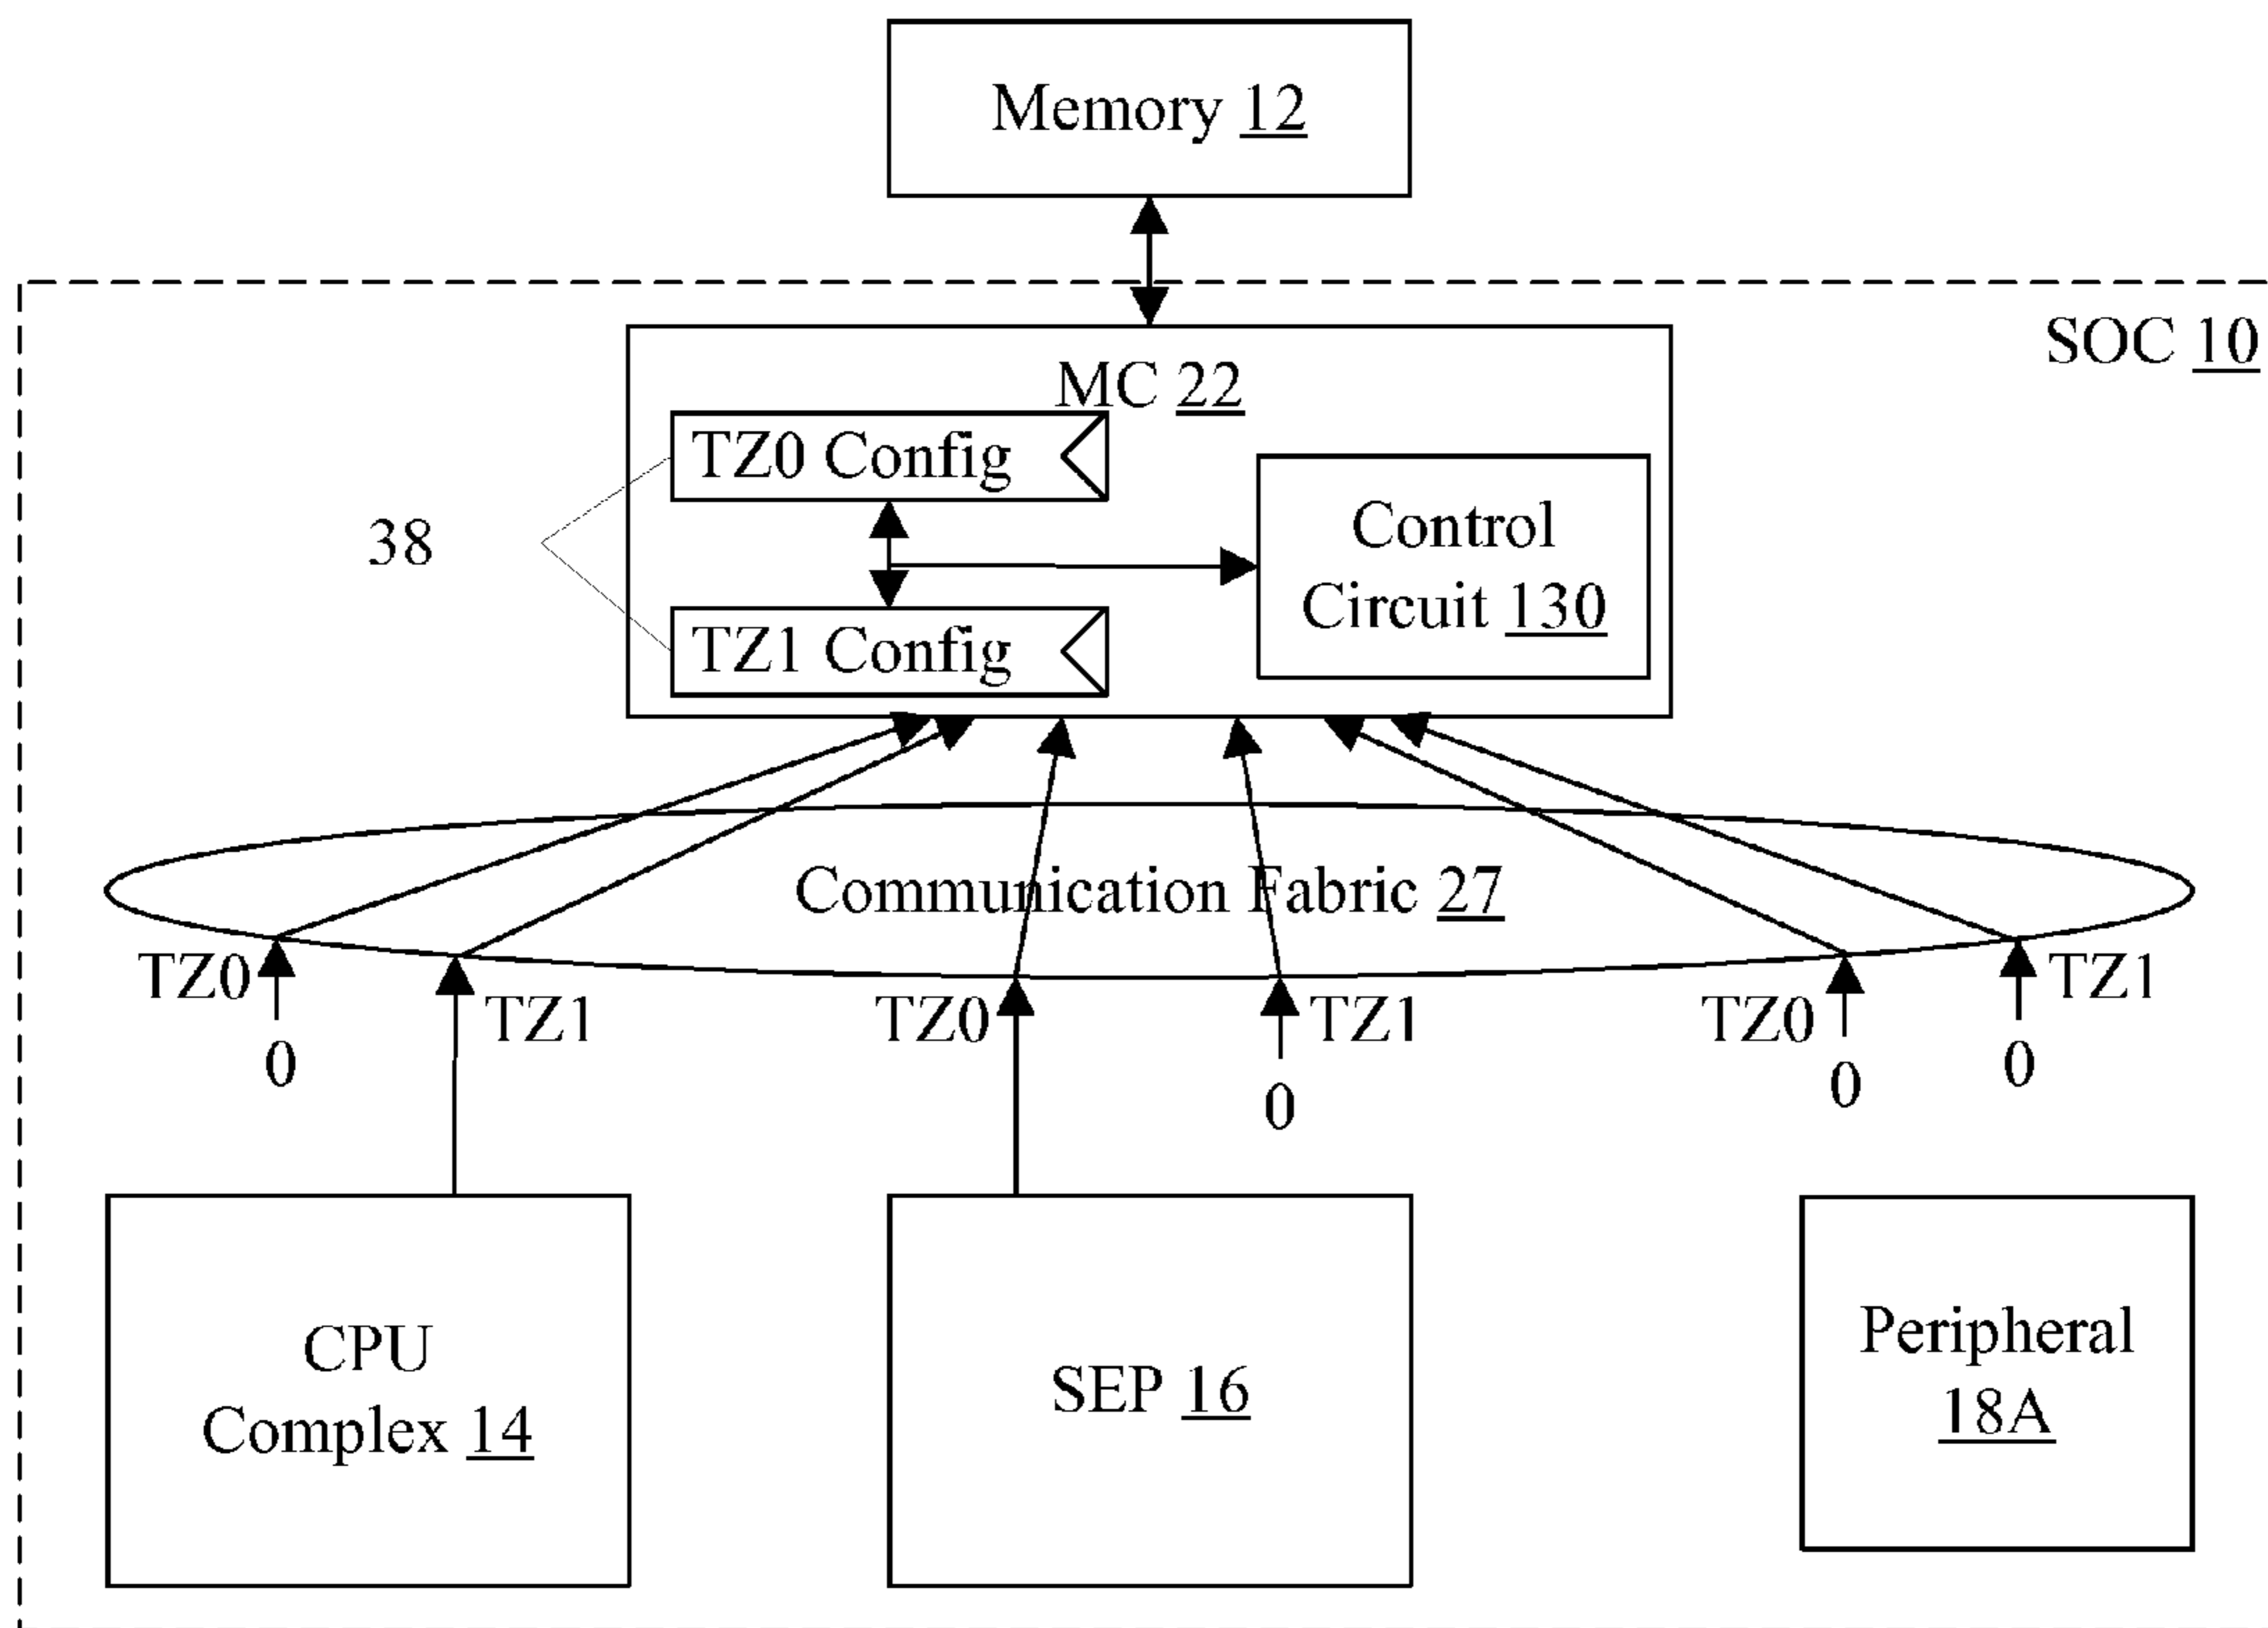 Memory 12
SOC 10
MC 22
TZ0 Config
38
Control
Circuit 130
TZ1 Config
Communication Fabric 27
TZ0
TZ1
TZ0
TZ1
TZ0
TZ1
0
0
0
0
CPU
Complex 14
SEP 16
Peripheral
18A